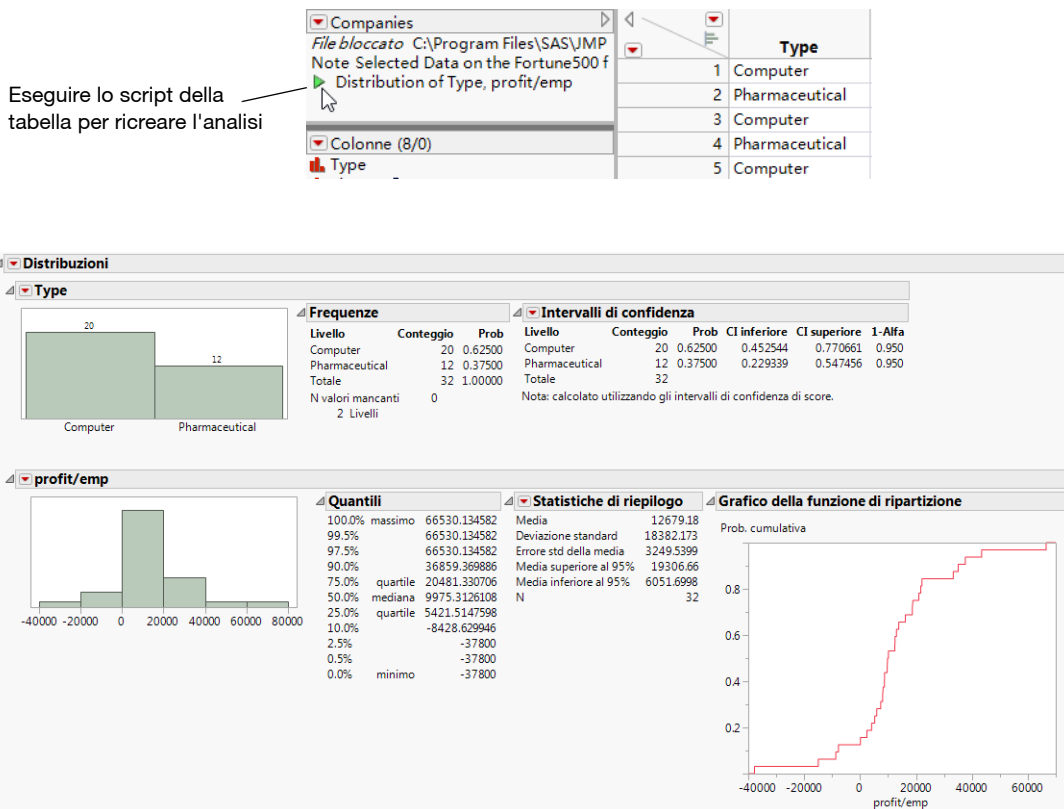 Eseguire lo script della
tabella per ricreare l'analisi
Companies
File bloccato C:\Program Files\SAS\JMP
Note Selected Data on the Fortune500 f
Distribution of Type, profit/emp
Colonne (8/0)
Type
Type
1 Computer
2 Pharmaceutical
3 Computer
4 Pharmaceutical
5 Computer
Distribuzioni
Type
20
12
Computer Pharmaceutical
Frequenze
Livello Conteggio Prob
Computer 20 0.62500
Pharmaceutical 12 0.37500
Totale 32 1.00000
N valori mancanti 0
2 Livelli
Intervalli di confidenza
Livello Conteggio Prob CI inferiore CI superiore 1-Alfa
Computer 20 0.62500 0.452544 0.770661 0.950
Pharmaceutical 12 0.37500 0.229339 0.547456 0.950
Totale 32
Nota: calcolato utilizzando gli intervalli di confidenza di score.
profit/emp
-40000 -20000 0 20000 40000 60000 80000
Quantili
100.0% massimo 66530.134582
99.5% 66530.134582
97.5% 66530.134582
90.0% 36859.369886
75.0% quartile 20481.330706
50.0% mediana 9975.3126108
25.0% quartile 5421.5147598
10.0% -8428.629946
2.5% -37800
0.5% -37800
0.0% minimo -37800
Statistiche di riepilogo
Media 12679.18
Deviazione standard 18382.173
Errore std della media 3249.5399
Media superiore al 95% 19306.66
Media inferiore al 95% 6051.6998
N 32
Grafico della funzione di ripartizione
Prob. cumulativa
0.8
0.6
0.4
0.2
-40000 -20000 0 20000 40000 60000
profit/emp